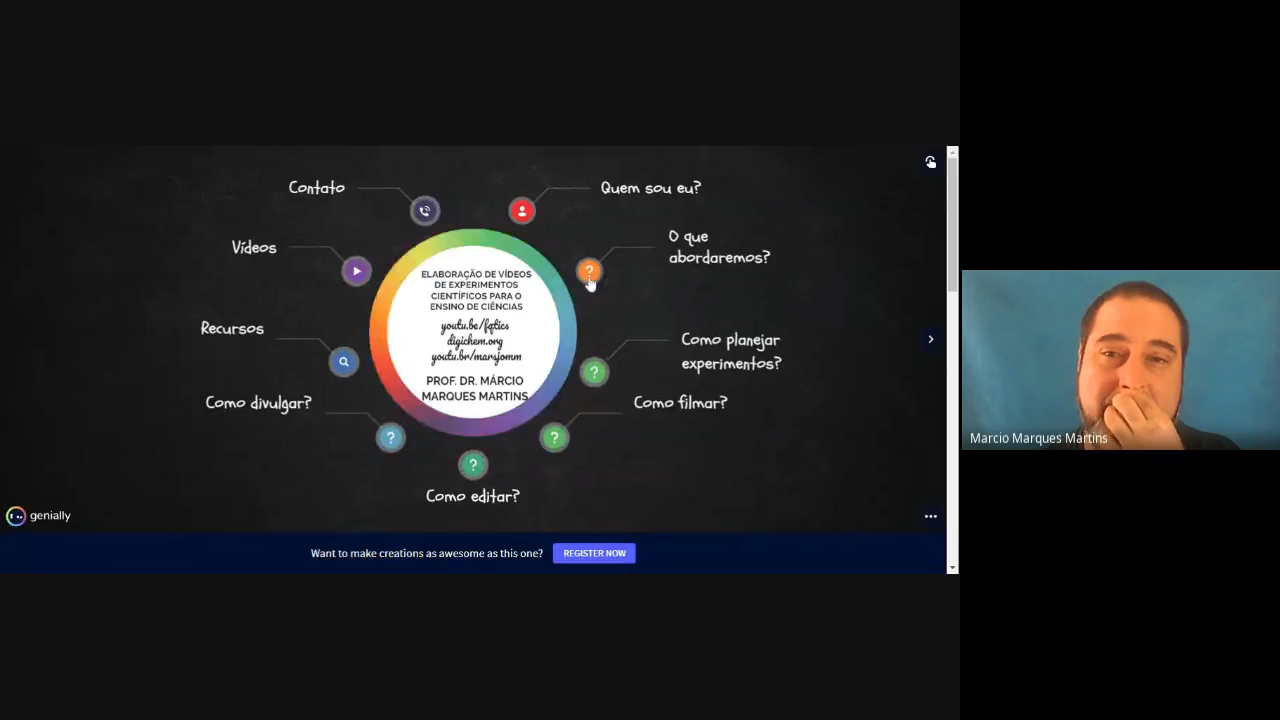 Contato
Quem sou eu?
Vídeos
O que
abordaremos?
ELABORAÇÃO DE VÍDEOS
DE EXPERIMENTOS
CIENTÍFICOS PARA O
ENSINO DE CIÊNCIAS
youtu.be/fqtics
digichem.org
youtu.br/marsjomm
PROF. DR. MÁRCIO
MARQUES MARTINS
Recursos
Como planejar
experimentos?
Como divulgar?
Como filmar?
Como editar?
genially
Want to make creations as awesome as this one?
REGISTER NOW
Marcio Marques Martins